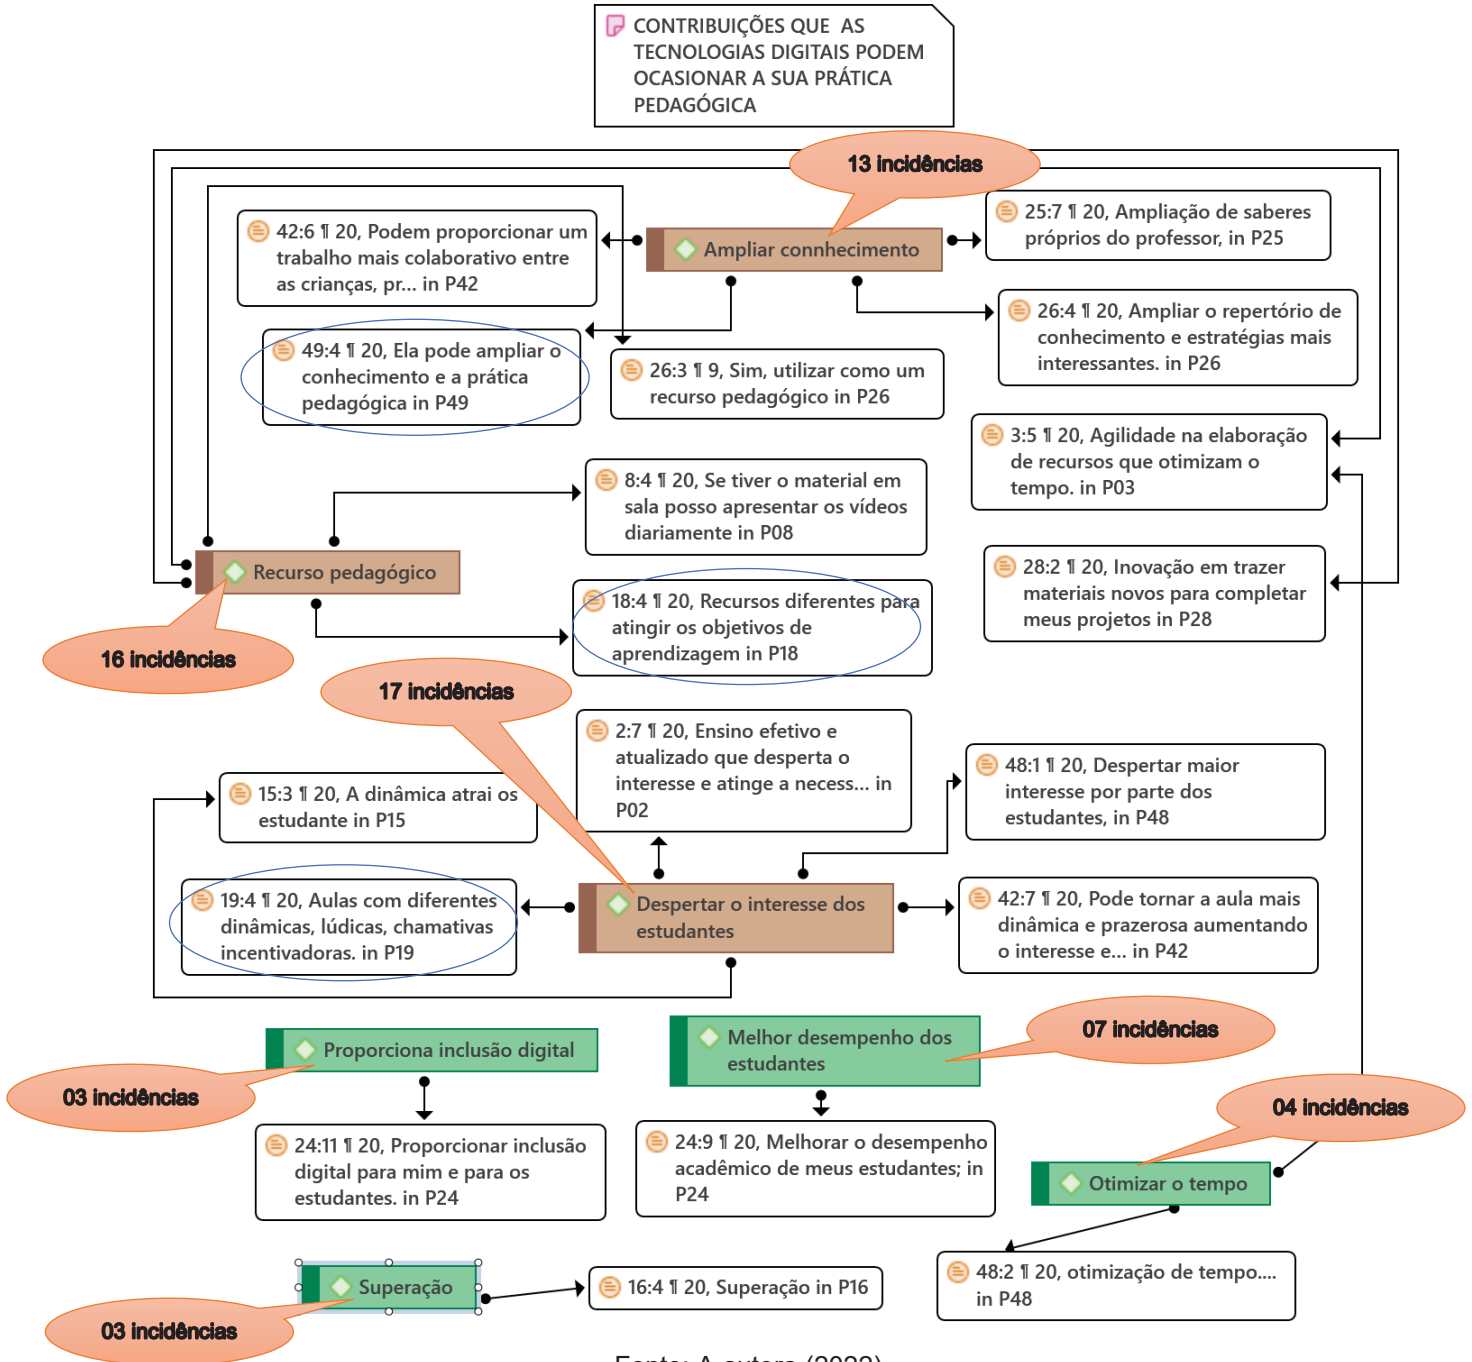 CONTRIBUIÇÕES QUE AS
TECNOLOGIAS DIGITAIS PODEM
OCASIONAR A SUA PRÁTICA
PEDAGÓGICA
13 incidências
42:6 ¶ 20, Podem proporcionar um
trabalho mais colaborativo entre
as crianças, pr... in P42
Ampliar connhecimento
25:7 ¶ 20, Ampliação de saberes
próprios do professor, in P25
26:4 ¶ 20, Ampliar o repertório de
conhecimento e estratégias mais
interessantes. in P26
49:4 ¶ 20, Ela pode ampliar o
conhecimento e a prática
pedagógica in P49
26:3 ¶ 9, Sim, utilizar como um
recurso pedagógico in P26
3:5 ¶ 20, Agilidade na elaboração
de recursos que otimizam o
tempo. in P03
8:4 ¶ 20, Se tiver o material em
sala posso apresentar os vídeos
diariamente in P08
Recurso pedagógico
28:2 ¶ 20, Inovação em trazer
materiais novos para completar
meus projetos in P28
18:4 ¶ 20, Recursos diferentes para
atingir os objetivos de
aprendizagem in P18
16 incidências
17 incidências
2:7 ¶ 20, Ensino efetivo e
atualizado que desperta o
interesse e atinge a necess... in
P02
48:1 ¶ 20, Despertar maior
interesse por parte dos
estudantes, in P48
15:3 ¶ 20, A dinâmica atrai os
estudante in P15
19:4 ¶ 20, Aulas com diferentes
dinâmicas, lúdicas, chamativas
incentivadoras. in P19
Despertar o interesse dos
estudantes
42:7 ¶ 20, Pode tornar a aula mais
dinâmica e prazerosa aumentando
o interesse e... in P42
Proporciona inclusão digital
Melhor desempenho dos
estudantes
07 incidências
03 incidências
04 incidências
24:11 ¶ 20, Proporcionar inclusão
digital para mim e para os
estudantes. in P24
24:9 ¶ 20, Melhorar o desempenho
acadêmico de meus estudantes; in
P24
Otimizar o tempo
Superação
16:4 ¶ 20, Superação in P16
48:2 ¶ 20, otimização de tempo....
in P48
03 incidências
Fonte: A autora (2022)